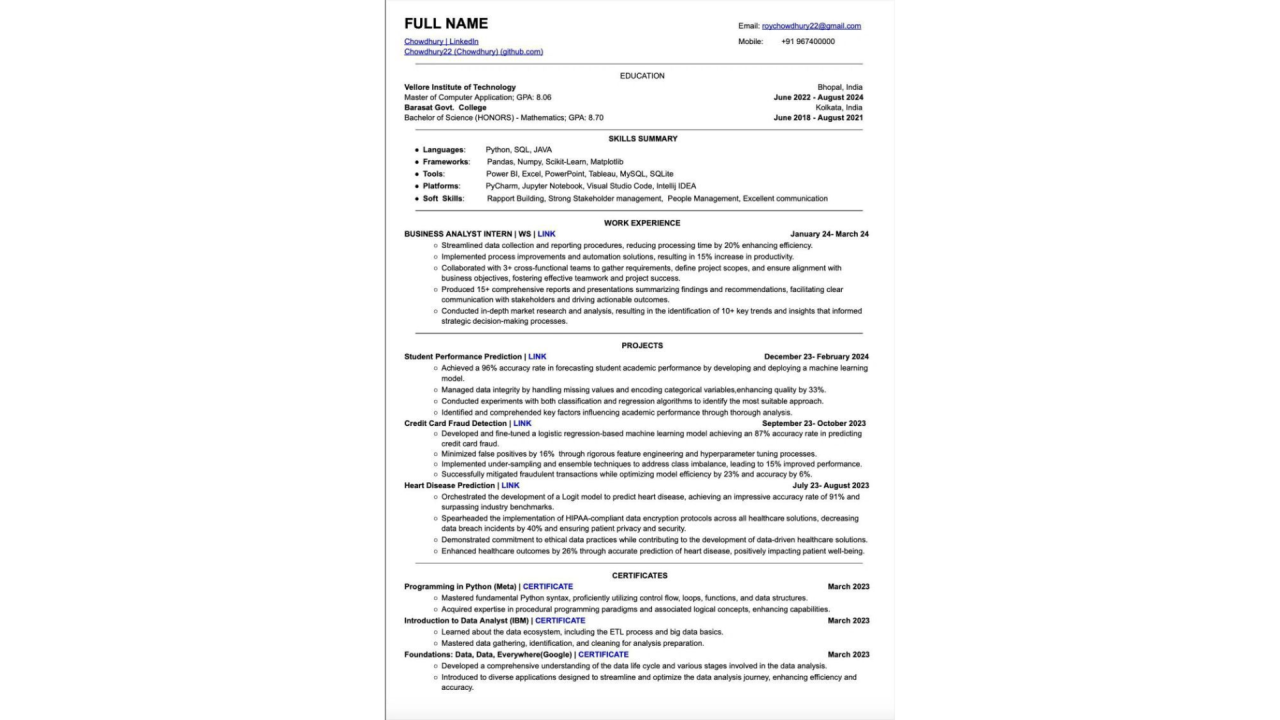 FULL NAME
Email: roychowdhury22@gmail.com
Chowdhury | LinkedIn
Mobile: +91 967400000
Chowdhury22 (Chowdhury) (github.com)
EDUCATION
Vellore Institute of Technology Bhopal, India
Master of Computer Application; GPA: 8.06 June 2022 - August 2024
Barasat Govt. College Kolkata, India
Bachelor of Science (HONORS) - Mathematics; GPA: 8.70 June 2018 - August 2021
SKILLS SUMMARY
● Languages: Python, SQL, JAVA
● Frameworks: Pandas, Numpy, Scikit-Learn, Matplotlib
● Tools: Power BI, Excel, PowerPoint, Tableau, MySQL, SQLite
● Platforms: PyCharm, Jupyter Notebook, Visual Studio Code, Intellij IDEA
● Soft Skills: Rapport Building, Strong Stakeholder management, People Management, Excellent communication
WORK EXPERIENCE
BUSINESS ANALYST INTERN | WS | LINK January 24- March 24
○ Streamlined data collection and reporting procedures, reducing processing time by 20% enhancing efficiency.
○ Implemented process improvements and automation solutions, resulting in 15% increase in productivity.
○ Collaborated with 3+ cross-functional teams to gather requirements, define project scopes, and ensure alignment with
business objectives, fostering effective teamwork and project success.
○ Produced 15+ comprehensive reports and presentations summarizing findings and recommendations, facilitating clear
communication with stakeholders and driving actionable outcomes.
○ Conducted in-depth market research and analysis, resulting in the identification of 10+ key trends and insights that informed
strategic decision-making processes.
PROJECTS
Student Performance Prediction | LINK December 23- February 2024
○ Achieved a 96% accuracy rate in forecasting student academic performance by developing and deploying a machine learning
model.
○ Managed data integrity by handling missing values and encoding categorical variables,enhancing quality by 33%.
○ Conducted experiments with both classification and regression algorithms to identify the most suitable approach.
○ Identified and comprehended key factors influencing academic performance through thorough analysis.
Credit Card Fraud Detection | LINK September 23- October 2023
○ Developed and fine-tuned a logistic regression-based machine learning model achieving an 87% accuracy rate in predicting
credit card fraud.
○ Minimized false positives by 16% through rigorous feature engineering and hyperparameter tuning processes.
○ Implemented under-sampling and ensemble techniques to address class imbalance, leading to 15% improved performance.
○ Successfully mitigated fraudulent transactions while optimizing model efficiency by 23% and accuracy by 6%.
Heart Disease Prediction | LINK July 23- August 2023
○ Orchestrated the development of a Logit model to predict heart disease, achieving an impressive accuracy rate of 91% and
surpassing industry benchmarks.
○ Spearheaded the implementation of HIPAA-compliant data encryption protocols across all healthcare solutions, decreasing
data breach incidents by 40% and ensuring patient privacy and security.
○ Demonstrated commitment to ethical data practices while contributing to the development of data-driven healthcare solutions.
○ Enhanced healthcare outcomes by 26% through accurate prediction of heart disease, positively impacting patient well-being.
CERTIFICATES
Programming in Python (Meta) | CERTIFICATE March 2023
○ Mastered fundamental Python syntax, proficiently utilizing control flow, loops, functions, and data structures.
○ Acquired expertise in procedural programming paradigms and associated logical concepts, enhancing capabilities.
Introduction to Data Analyst (IBM) | CERTIFICATE March 2023
○ Learned about the data ecosystem, including the ETL process and big data basics.
○ Mastered data gathering, identification, and cleaning for analysis preparation.
Foundations: Data, Data, Everywhere(Google) | CERTIFICATE March 2023
○ Developed a comprehensive understanding of the data life cycle and various stages involved in the data analysis.
○ Introduced to diverse applications designed to streamline and optimize the data analysis journey, enhancing efficiency and
accuracy.